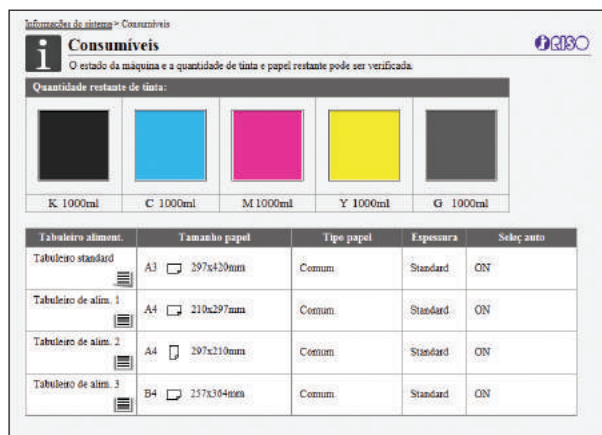 Informações do sistema > Consumíveis
Consumíveis
RISO
O estado da máquina e a quantidade de tinta e papel restante pode ser verificada.
Quantidade restante de tinta:
K 1000ml C 1000ml M 1000ml Y 1000ml G 1000ml
Tabuleiro aliment. Tamanho papel Tipo papel Espessura Seleç auto
Tabuleiro standard A3 297x420mm Comum Standard ON
Tabuleiro de alim. 1 A4 210x297mm Comum Standard ON
Tabuleiro de alim. 2 A4 297x210mm Comum Standard ON
Tabuleiro de alim. 3 B4 257x364mm Comum Standard ON